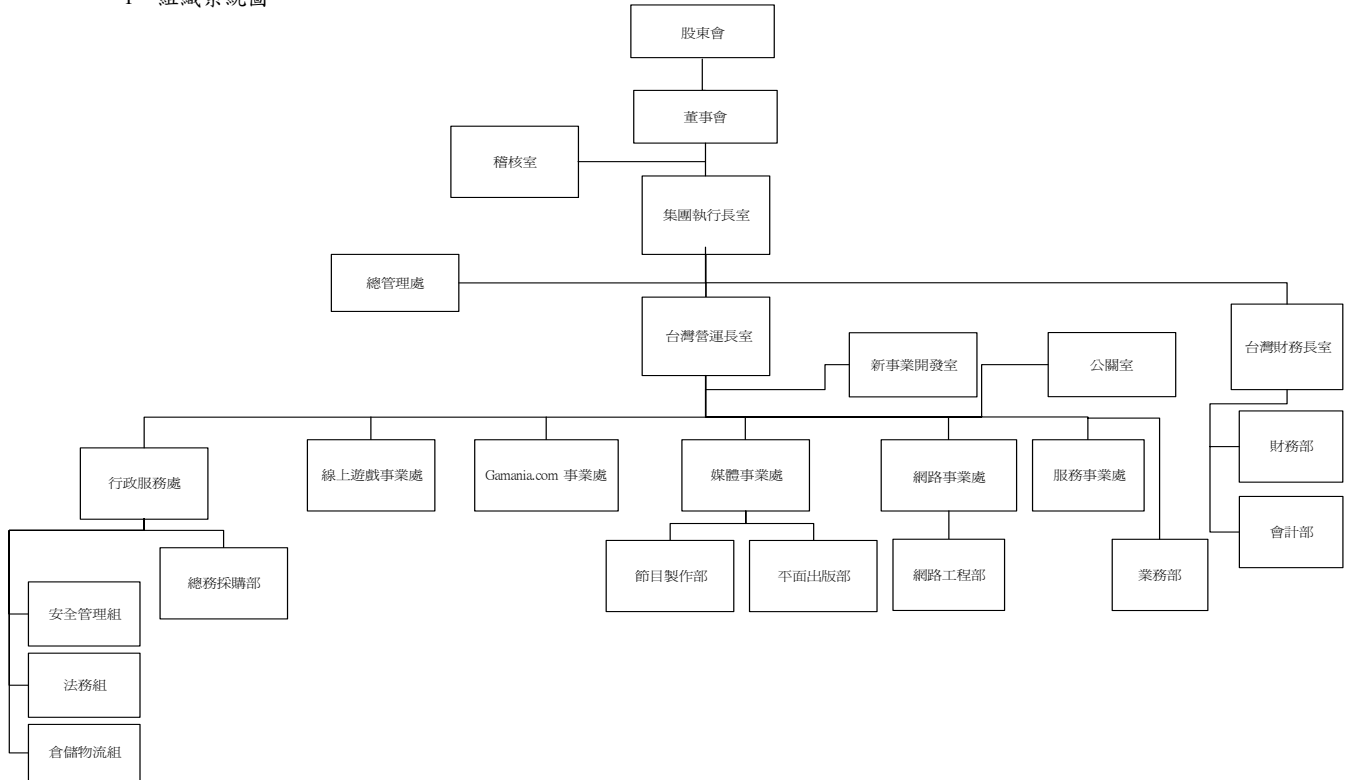 組織系統圖
股東會
董事會
稽核室
集團執行長室
總管理處
台灣營運長室
台灣財務長室
新事業開發室
公關室
財務部
會計部
行政服務處
線上遊戲事業處
Gamania.com 事業處
媒體事業處
網路事業處
服務事業處
總務採購部
節目製作部
平面出版部
網路工程部
業務部
安全管理組
法務組
倉儲物流組